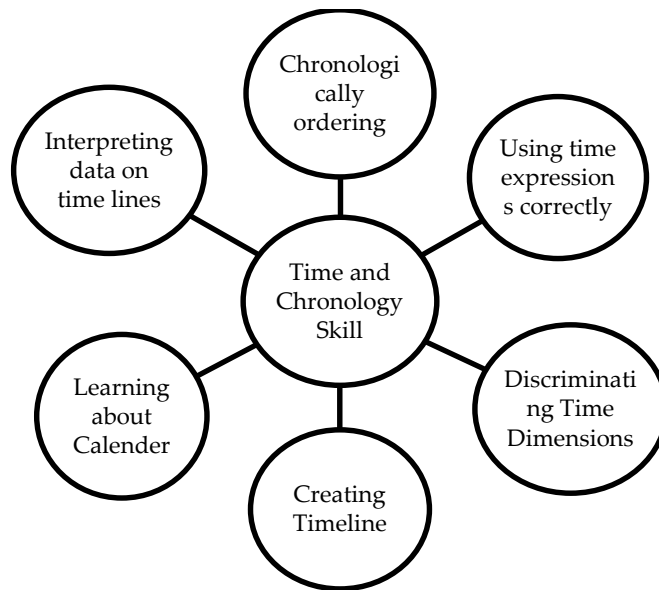 Chronologi
cally
ordering
Using time
expression
s correctly
Discriminati
ng Time
Dimensions
Creating
Timeline
Learning
about
Calender
Interpreting
data on
time lines
Time and
Chronology
Skill